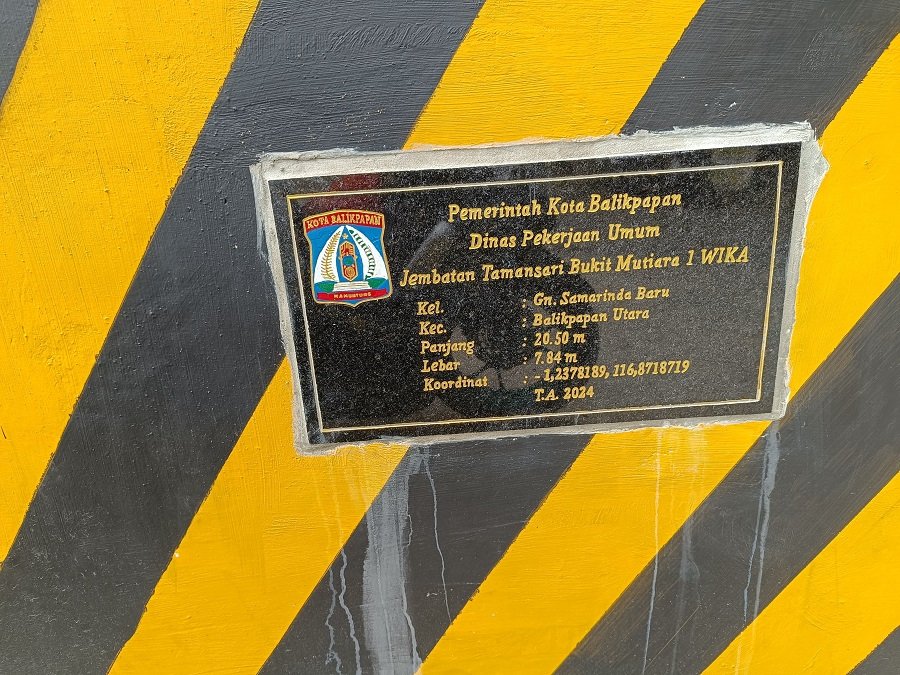 KOTA BALIKPAPAN
Pemerintah Kota Balikpapan
Dinas Pekerjaan Umum
Jembatan Tamansari Bukit Mutiara 1 WIKA
Kel. : Gn. Samarinda Baru
Kec. : Balikpapan Utara
Panjang : 20.50 m
Lebar : 7.84 m
Koordinat : -1,2378189, 116,8718719
T.A. 2024